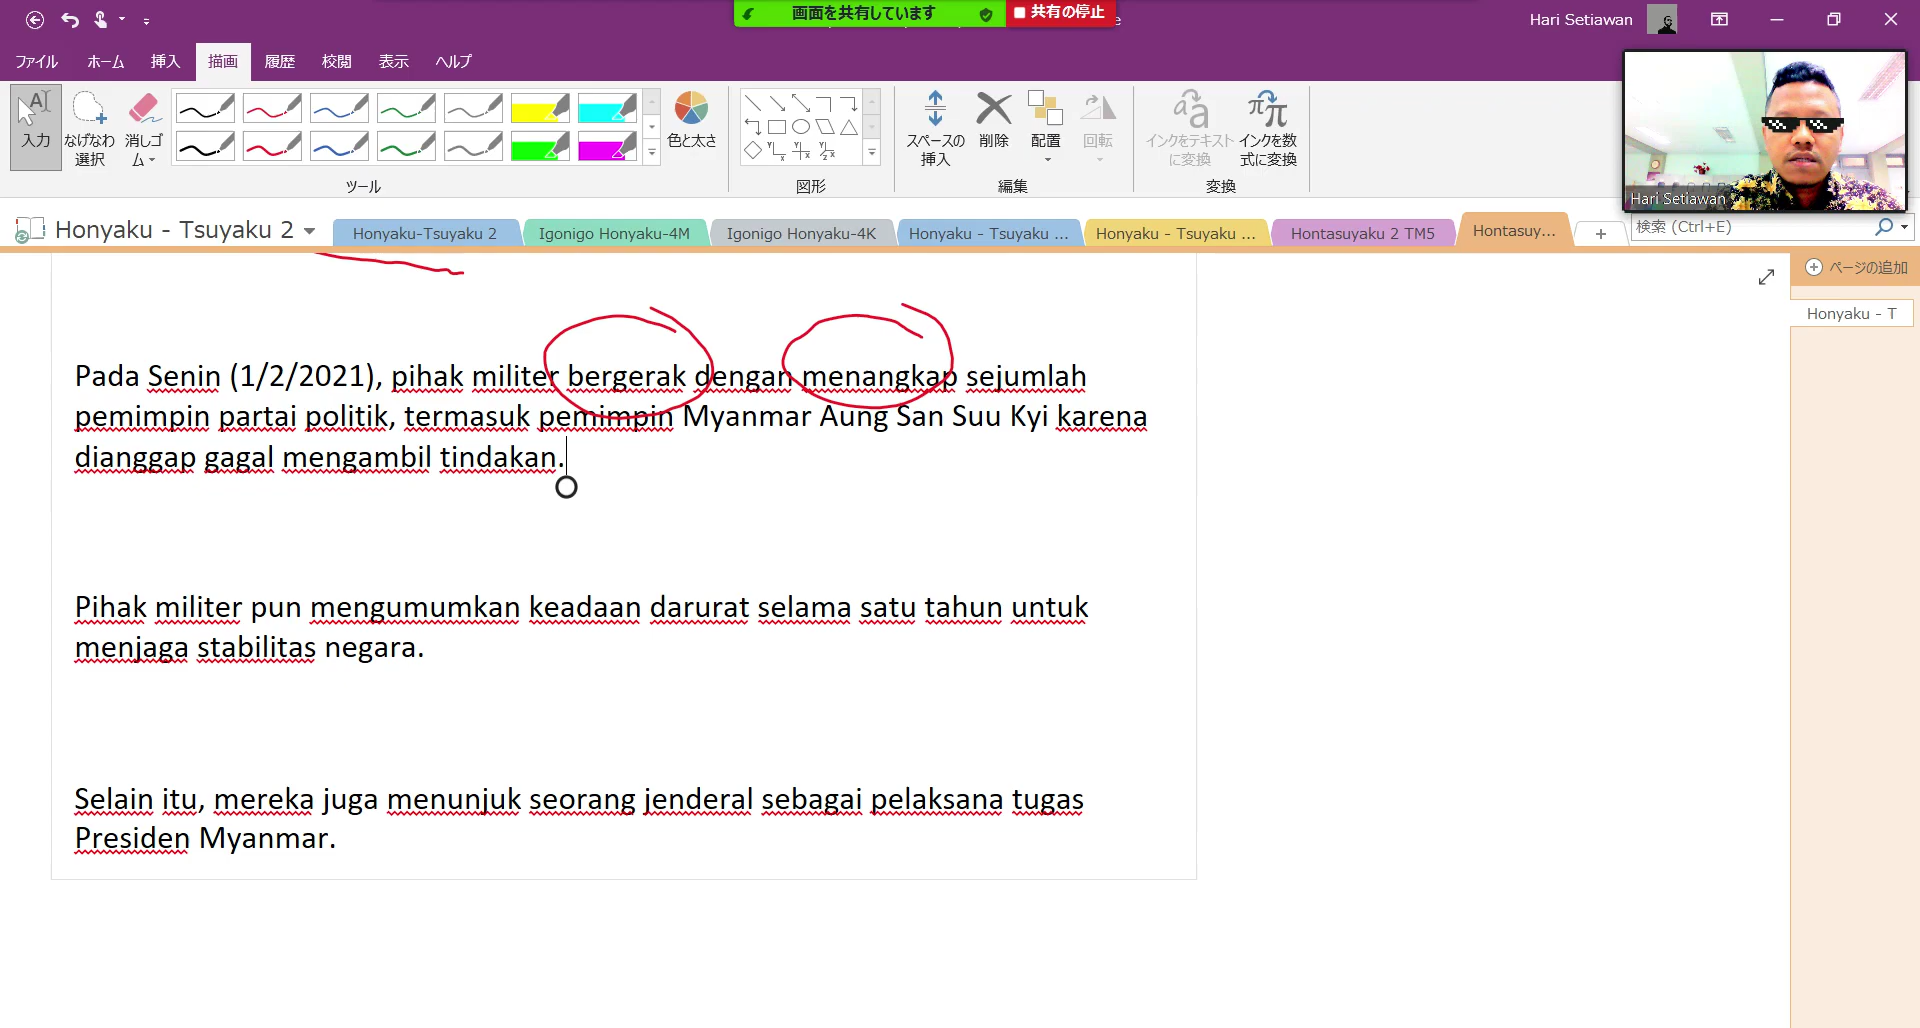 画面を共有しています
共有の停止
Hari Setiawan
ファイル
ホーム
挿入
描画
履歴
校閲
表示
ヘルプ
入力
なげなわ
選択
消しゴ
ム
色と太さ
スペースの
挿入
削除
配置
回転
インクをテキスト
に変換
インクを数
式に変換
ツール
図形
編集
変換
Hari Setiawan
Honyaku - Tsuyaku 2
Honyaku-Tsuyaku 2
Igonigo Honyaku-4M
Igonigo Honyaku-4K
Honyaku - Tsuyaku ...
Honyaku - Tsuyaku ...
Hontasuyaku 2 TM5
Hontasuy...
検索 (Ctrl+E)
ページの追加
Honyaku - T
Pada Senin (1/2/2021), pihak militer bergerak dengan menangkap sejumlah
pemimpin partai politik, termasuk pemimpin Myanmar Aung San Suu Kyi karena
dianggap gagal mengambil tindakan.
Pihak militer pun mengumumkan keadaan darurat selama satu tahun untuk
menjaga stabilitas negara.
Selain itu, mereka juga menunjuk seorang jenderal sebagai pelaksana tugas
Presiden Myanmar.